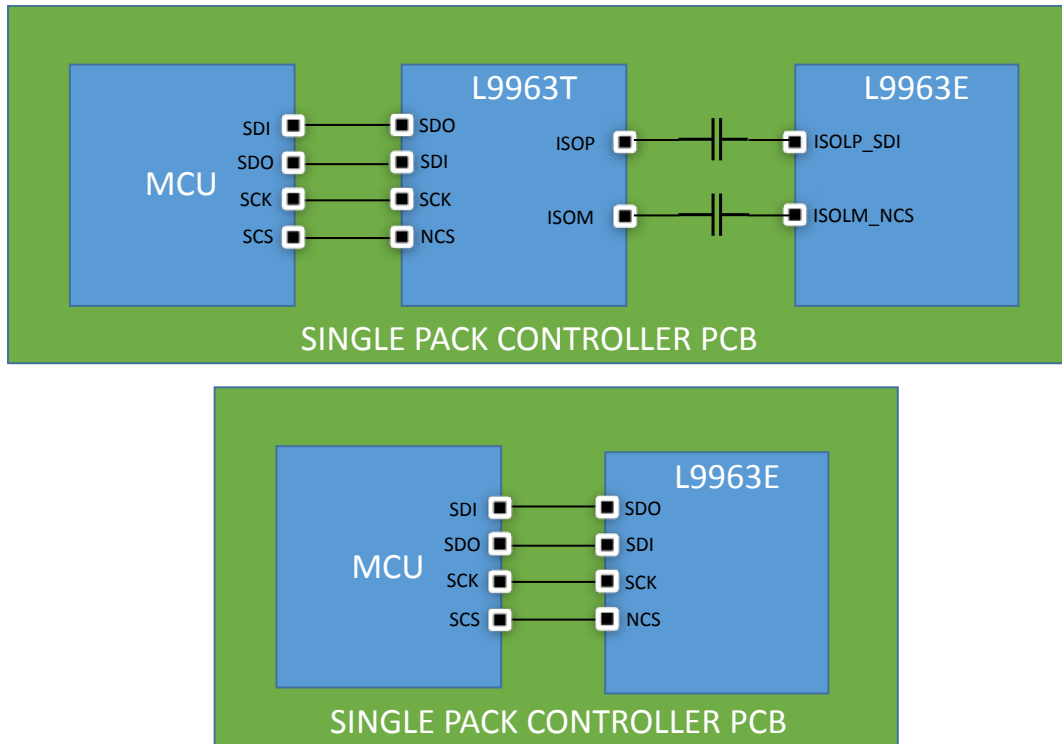 L9963T
L9963E
SDI
SDO
ISOP
ISOLP_SDI
SDO
SDI
MCU
SCK
SCK
ISOM
ISOLM_NCS
SCS
NCS
SINGLE PACK CONTROLLER PCB
L9963E
SDI
SDO
SDO
SDI
MCU
SCK
SCK
SCS
NCS
SINGLE PACK CONTROLLER PCB